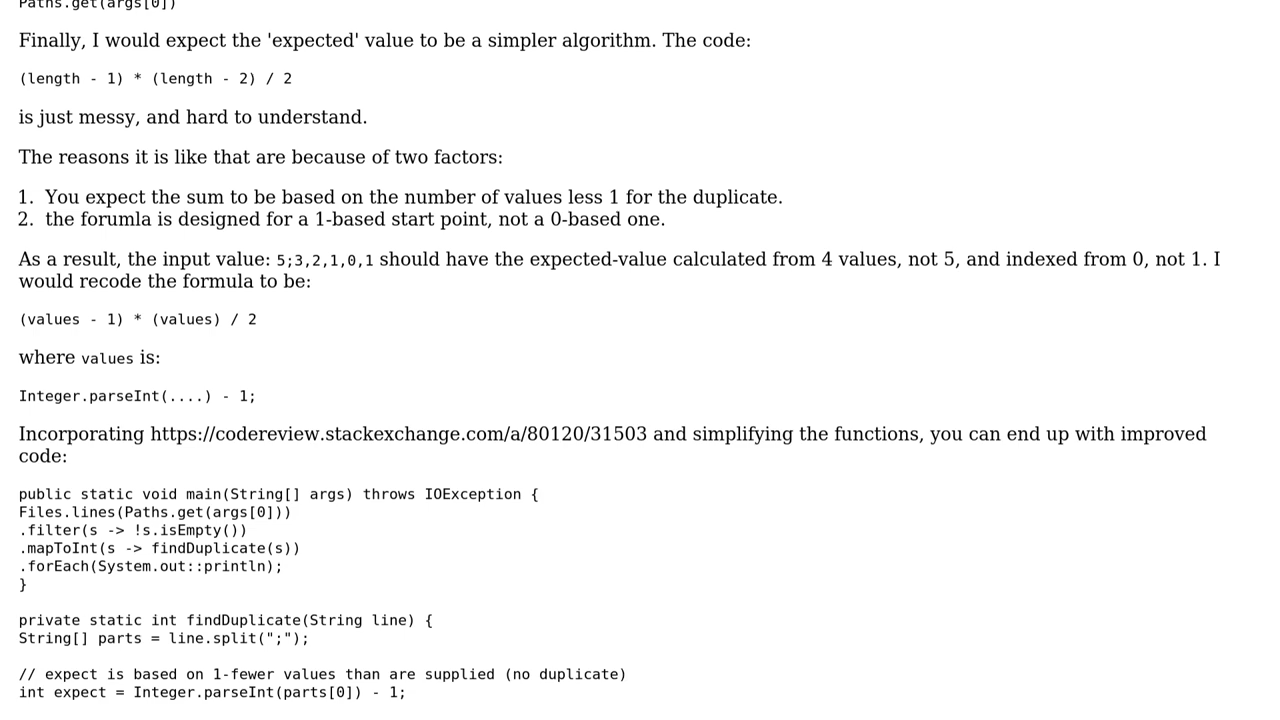 Paths.get(args[0])
Finally, I would expect the 'expected' value to be a simpler algorithm. The code:
(length - 1) * (length - 2) / 2
is just messy, and hard to understand.
The reasons it is like that are because of two factors:
1. You expect the sum to be based on the number of values less 1 for the duplicate.
2. the forumla is designed for a 1-based start point, not a 0-based one.
As a result, the input value: 5;3,2,1,0,1 should have the expected-value calculated from 4 values, not 5, and indexed from 0, not 1. I
would recode the formula to be:
(values - 1) * (values) / 2
where values is:
Integer.parseInt(....) - 1;
Incorporating https://codereview.stackexchange.com/a/80120/31503 and simplifying the functions, you can end up with improved
code:
public static void main(String[] args) throws IOException {
Files.lines(Paths.get(args[0]))
.filter(s -> !s.isEmpty())
.mapToInt(s -> findDuplicate(s))
.forEach(System.out::println);
}
private static int findDuplicate(String line) {
String[] parts = line.split(";");
// expect is based on 1-fewer values than are supplied (no duplicate)
int expect = Integer.parseInt(parts[0]) - 1;